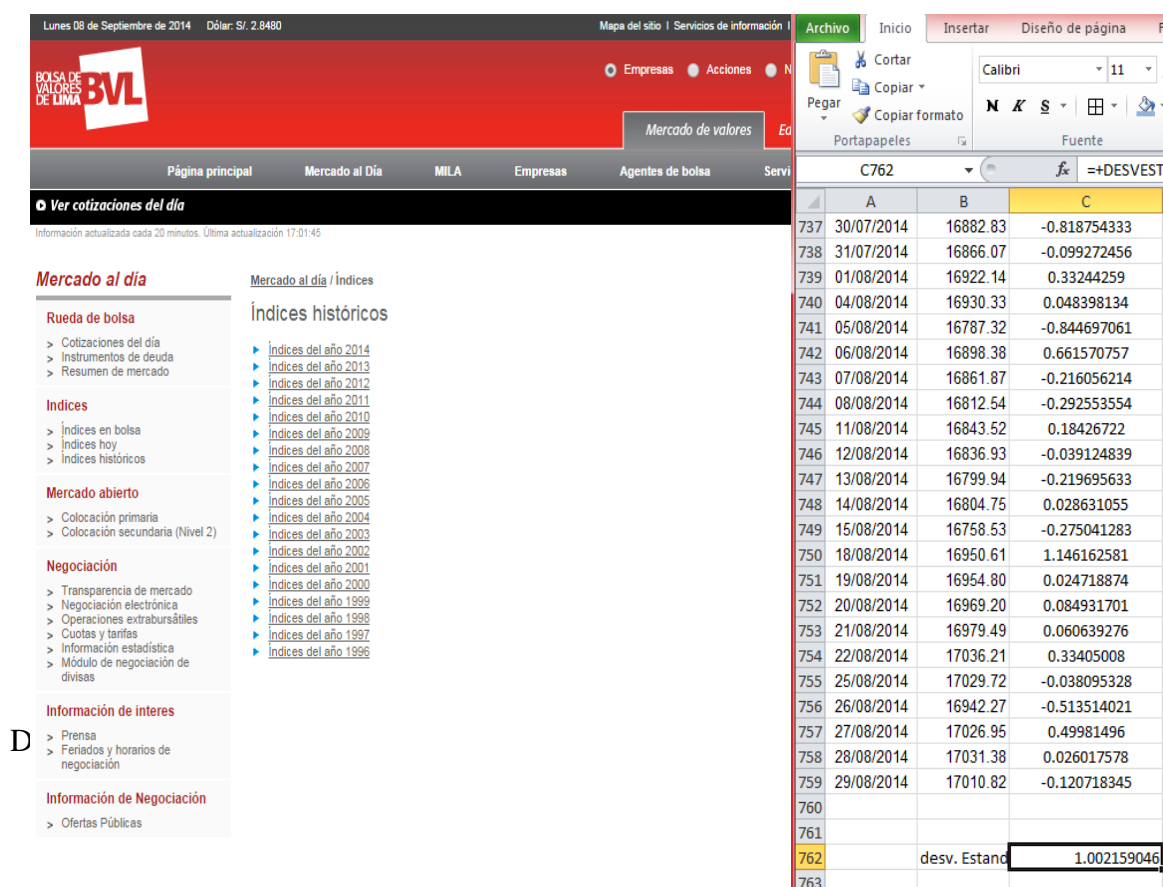 Lunes 08 de Septiembre de 2014 Dólar: S/. 2.8480
Mapa del sitio I Servicios de información I
BOLSA DE
VALORES
DE LIMA
BVL
Empresas Acciones N
Mercado de valores Ed
Página principal Mercado al Día MILA Empresas Agentes de bolsa Servi
Ver cotizaciones del día
Información actualizada cada 20 minutos. Última actualización 17:01:45
Mercado al día
Rueda de bolsa
> Cotizaciones del día
> Instrumentos de deuda
> Resumen de mercado
Indices
> Índices en bolsa
> Índices hoy
> Índices históricos
Mercado abierto
> Colocación primaria
> Colocación secundaria (Nivel 2)
Negociación
> Transparencia de mercado
> Negociación electrónica
> Operaciones extrabursâtiles
> Cuotas y tarifas
> Información estadística
> Módulo de negociación de
divisas
Información de interes
> Prensa
> Feriados y horarios de
negociación
Información de Negociación
> Ofertas Públicas
D
Mercado al día / Índices
Índices históricos
Índices del año 2014
Índices del año 2013
Índices del año 2012
Índices del año 2011
Índices del año 2010
Índices del año 2009
Índices del año 2008
Índices del año 2007
Índices del año 2006
Índices del año 2005
Índices del año 2004
Índices del año 2003
Índices del año 2002
Índices del año 2001
Índices del año 2000
Índices del año 1999
Índices del año 1998
Índices del año 1997
Índices del año 1996
Archivo Inicio Insertar Diseño de página F
Cortar
Copiar
Copiar formato
Pegar
Portapapeles
Calibri 11
N K S
Fuente
C762 fx =+DESVEST
A B C
737 30/07/2014 16882.83 -0.818754333
738 31/07/2014 16866.07 -0.099272456
739 01/08/2014 16922.14 0.33244259
740 04/08/2014 16930.33 0.048398134
741 05/08/2014 16787.32 -0.844697061
742 06/08/2014 16898.38 0.661570757
743 07/08/2014 16861.87 -0.216056214
744 08/08/2014 16812.54 -0.292553554
745 11/08/2014 16843.52 0.18426722
746 12/08/2014 16836.93 -0.039124839
747 13/08/2014 16799.94 -0.219695633
748 14/08/2014 16804.75 0.028631055
749 15/08/2014 16758.53 -0.275041283
750 18/08/2014 16950.61 1.146162581
751 19/08/2014 16954.80 0.024718874
752 20/08/2014 16969.20 0.084931701
753 21/08/2014 16979.49 0.060639276
754 22/08/2014 17036.21 0.33405008
755 25/08/2014 17029.72 -0.038095328
756 26/08/2014 16942.27 -0.513514021
757 27/08/2014 17026.95 0.49981496
758 28/08/2014 17031.38 0.026017578
759 29/08/2014 17010.82 -0.120718345
760
761
762 desv. Estand 1.002159046
763